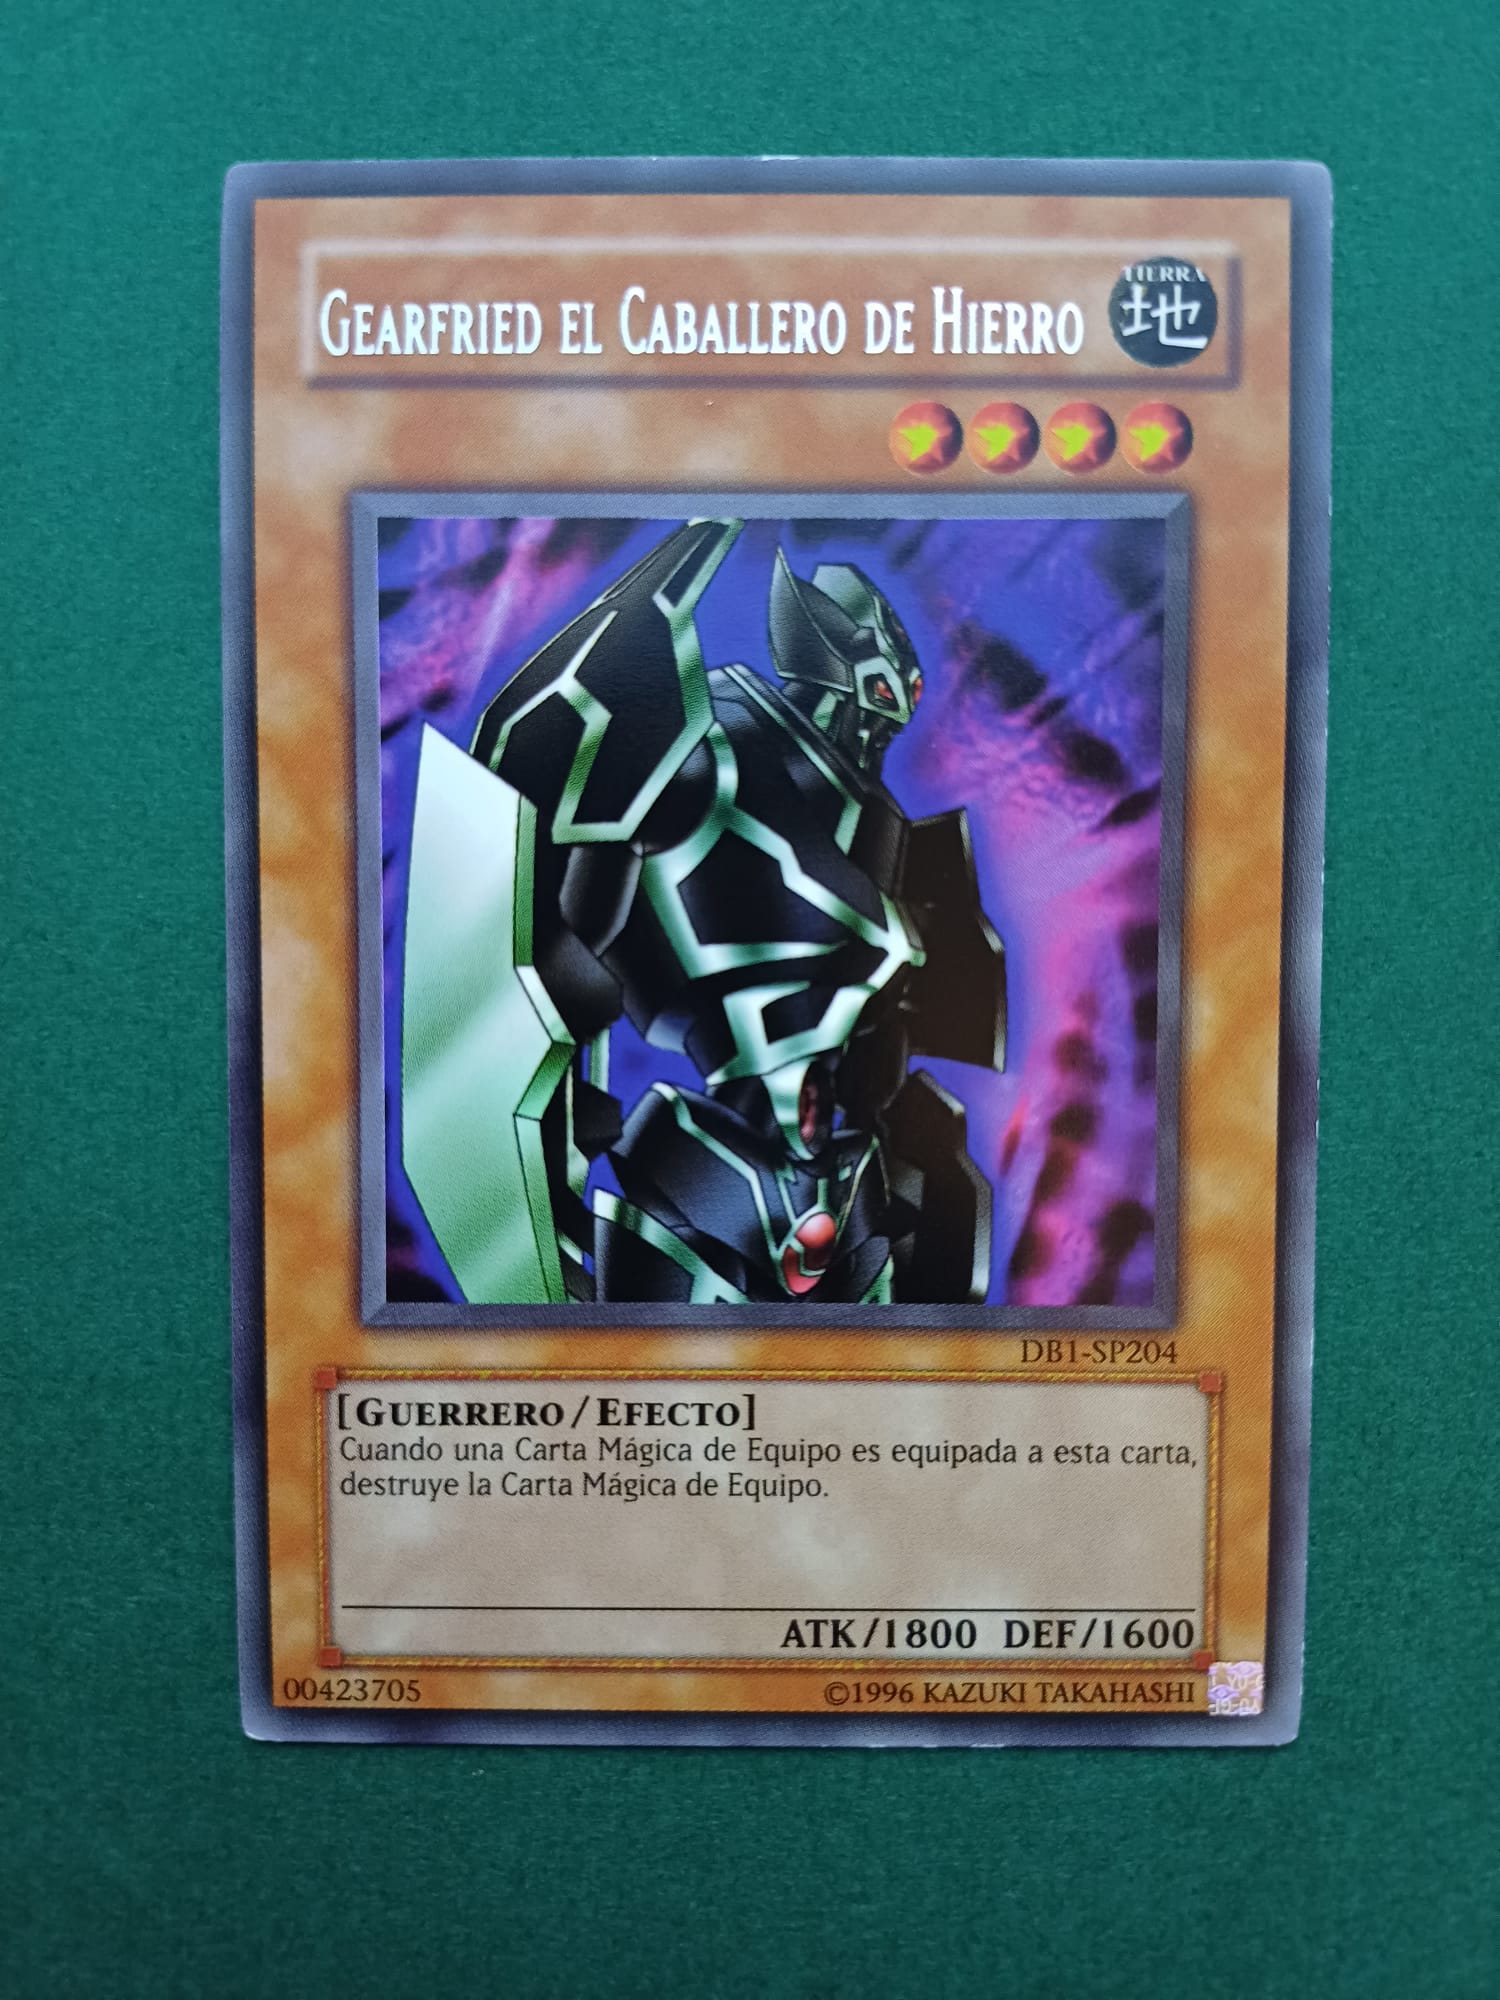 GEARFRIED EL CABALLERO DE HIERRO
TIERRA
地
DB1-SP204
[GUERRERO/EFECTO]
Cuando una Carta Mágica de Equipo es equipada a esta carta,
destruye la Carta Mágica de Equipo.
ATK/1800 DEF/1600
00423705
©1996 KAZUKI TAKAHASHI